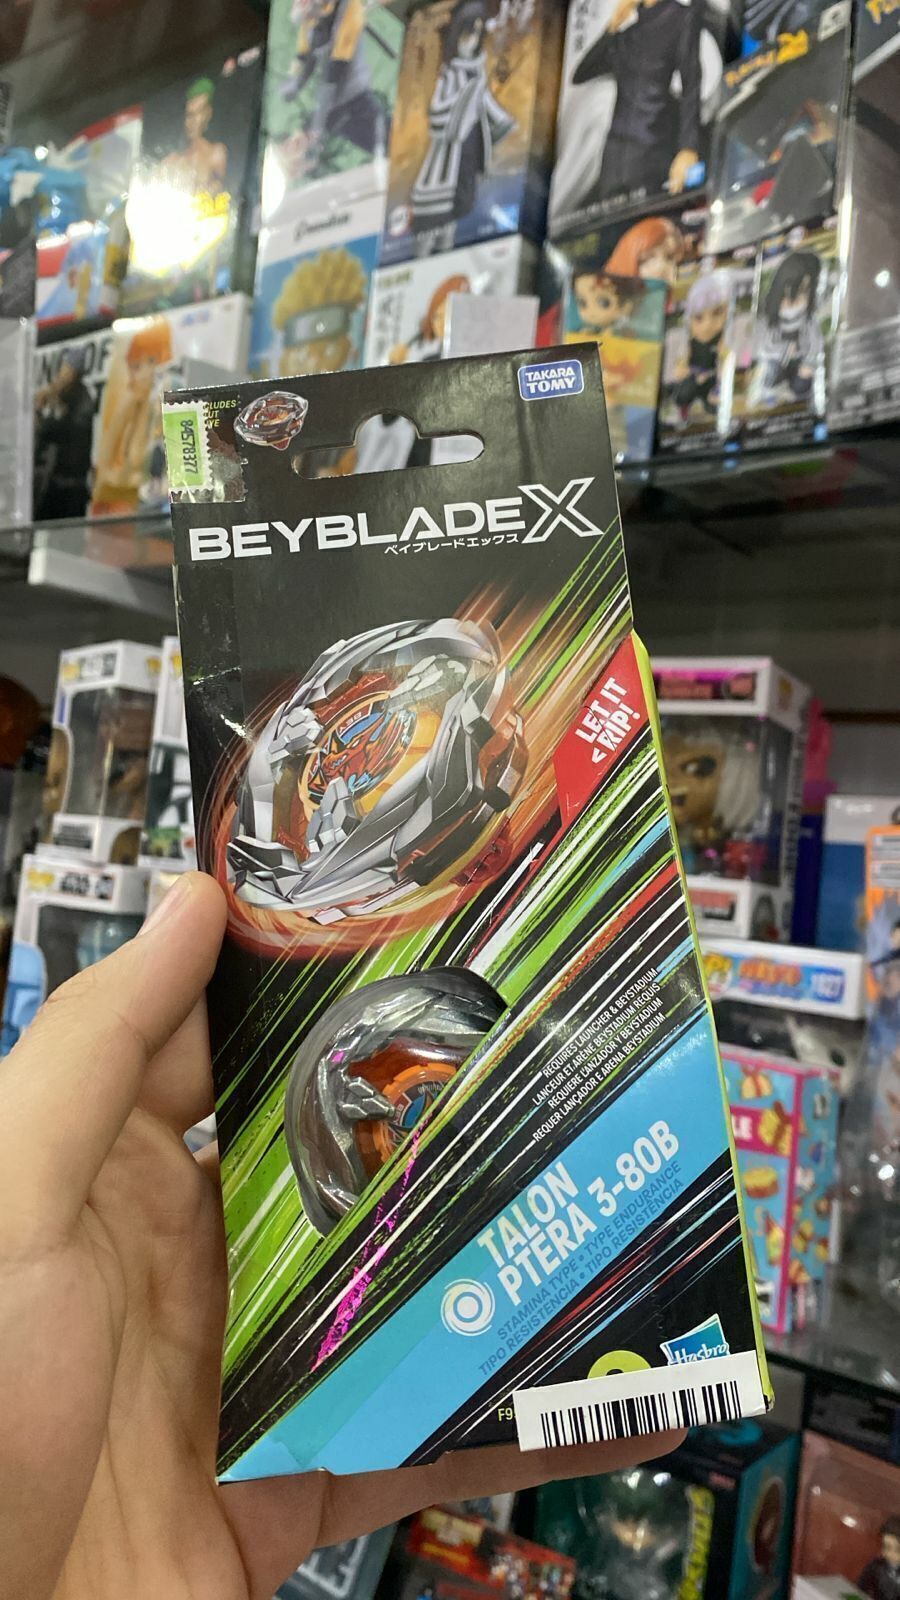 TAKARA
TOMY
84578377
BEYBLADE X
ベイブレードエックス
LET IT
RIP!
REQUIRES LAUNCHER & BEYSTADIUM
LANCEUR ET ARÈNE BEYSTADIUM REQUIS
REQUIERE LANZADOR Y BEYSTADIUM
REQUER LANÇADOR E ARENA BEYSTADIUM
TALON
PTERA 3-80B
STAMINA TYPE • TYPE ENDURANCE
TIPO RESISTENCIA • TIPO RESISTÊNCIA
Hasbro